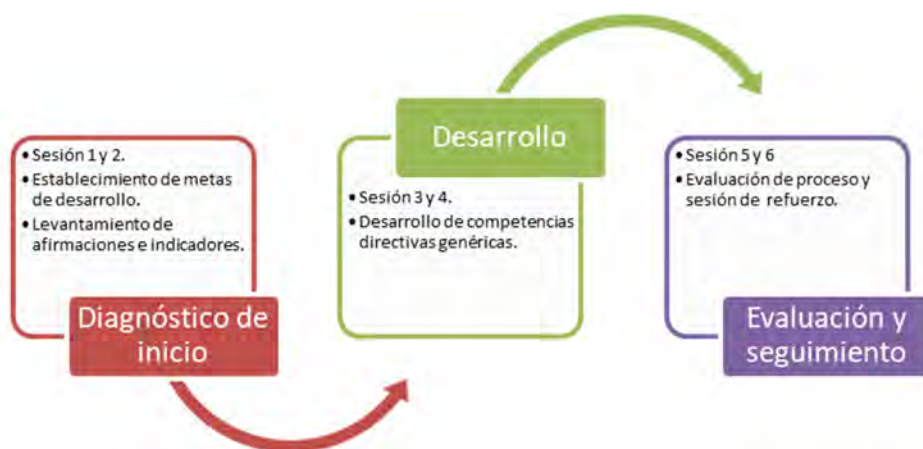 • Sesión 1 y 2.
• Establecimiento de metas
de desarrollo.
• Levantamiento de
afirmaciones e indicadores.
Diagnóstico de
inicio
Desarrollo
• Sesión 3 y 4.
• Desarrollo de competencias
directivas genéricas.
• Sesión 5 y 6
• Evaluación de proceso y
sesión de refuerzo.
Evaluación y
seguimiento